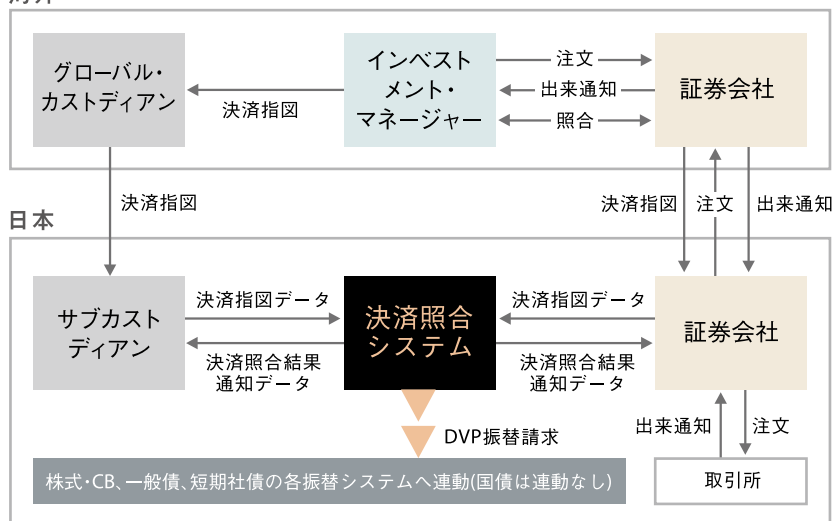 グローバル・
カストディアン
決済指図
インベスト
メント・
マネージャー
注文
出来通知
照合
証券会社
決済指図
決済指図
注文
出来通知
日本
サブカスト
ディアン
決済指図データ
決済照合結果
通知データ
決済照合
システム
決済指図データ
決済照合結果
通知データ
証券会社
DVP振替請求
出来通知
注文
株式・CB、一般債、短期社債の各振替システムへ連動(国債は連動なし)
取引所